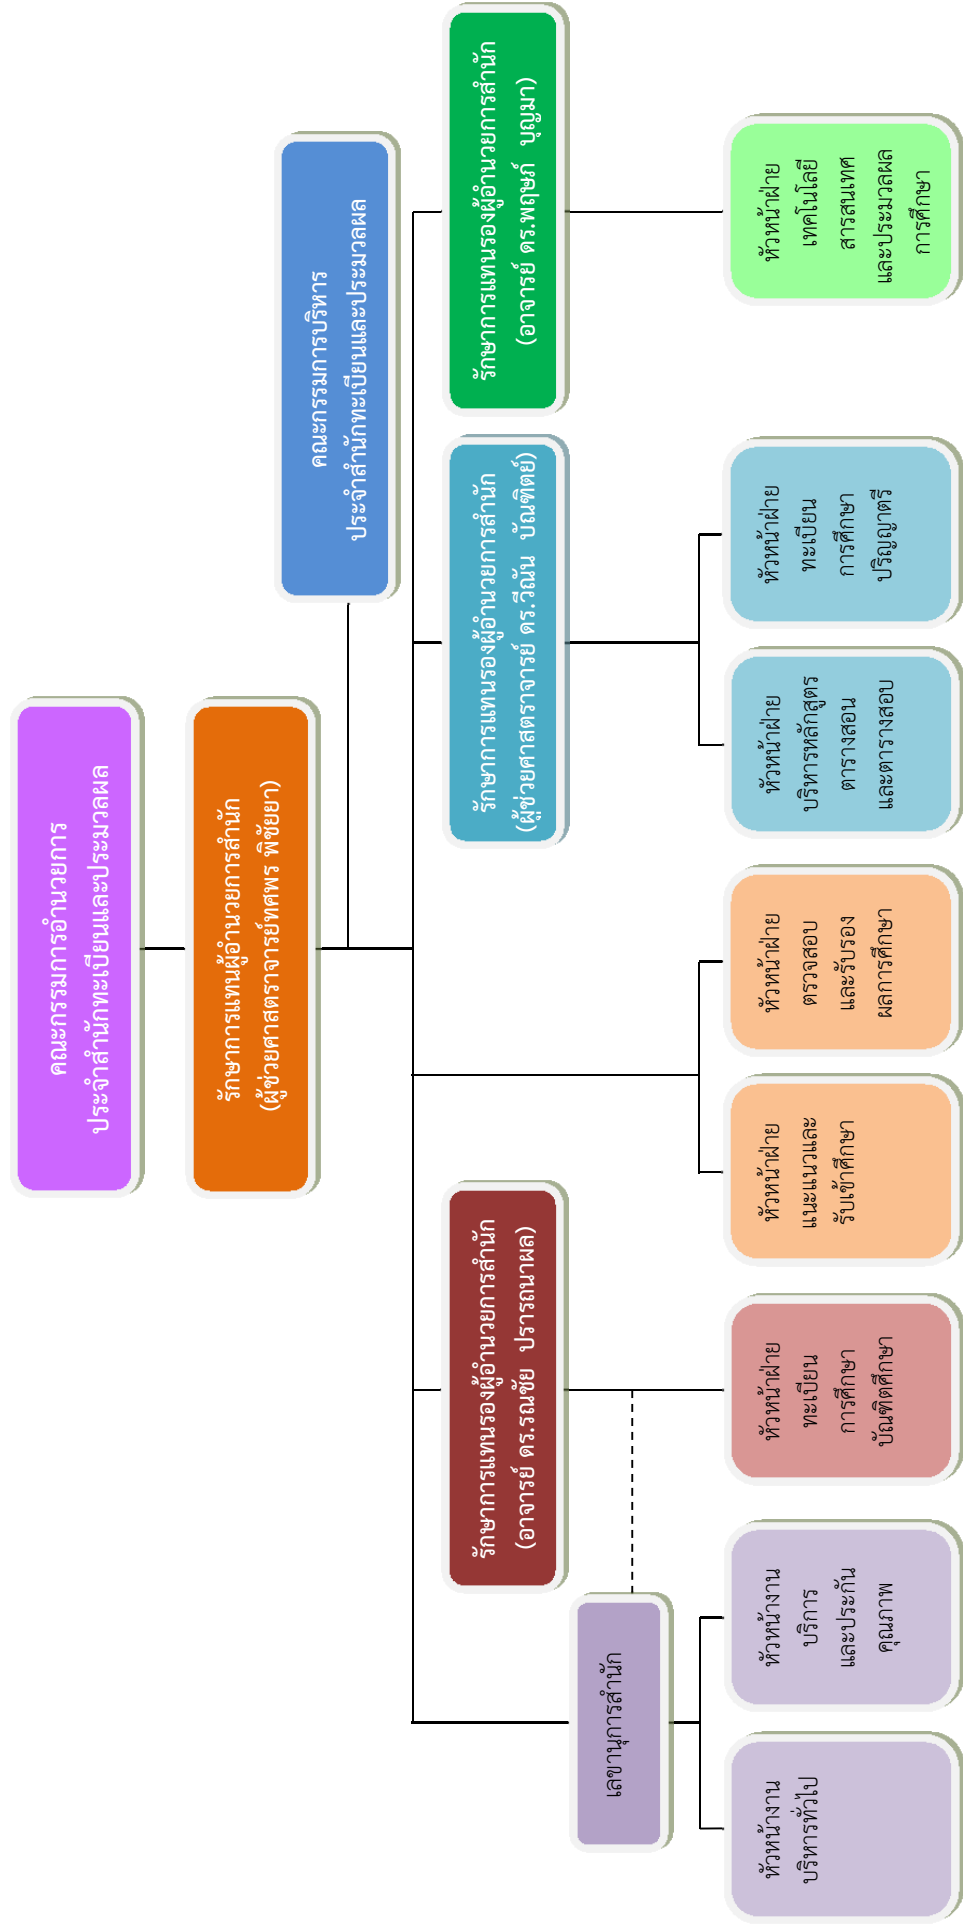 คณะกรรมการอำนวยการ
ประจำสำนักทะเบียนและประมวลผล
รักษาการแทนผู้อำนวยการสำนัก
(ผู้ช่วยศาสตราจารย์ทศพร พิชัยยา)
คณะกรรมการบริหาร
ประจำสำนักทะเบียนและประมวลผล
รักษาการแทนรองผู้อำนวยการสำนัก
(อาจารย์ ดร.รณชัย ปรารถนาผล)
รักษาการแทนรองผู้อำนวยการสำนัก
(ผู้ช่วยศาสตราจารย์ ดร.วีณัน บัณฑิตย์)
รักษาการแทนรองผู้อำนวยการสำนัก
(อาจารย์ ดร.พฤษภ์ บุญมา)
เลขานุการสำนัก
หัวหน้างาน
บริหารทั่วไป
หัวหน้างาน
บริการ
และประกัน
คุณภาพ
หัวหน้าฝ่าย
ทะเบียน
การศึกษา
บัณฑิตศึกษา
หัวหน้าฝ่าย
แนะแนวและ
รับเข้าศึกษา
หัวหน้าฝ่าย
ตรวจสอบ
และรับรอง
ผลการศึกษา
หัวหน้าฝ่าย
บริหารหลักสูตร
ตารางสอน
และตารางสอบ
หัวหน้าฝ่าย
ทะเบียน
การศึกษา
ปริญญาตรี
หัวหน้าฝ่าย
เทคโนโลยี
สารสนเทศ
และประมวลผล
การศึกษา